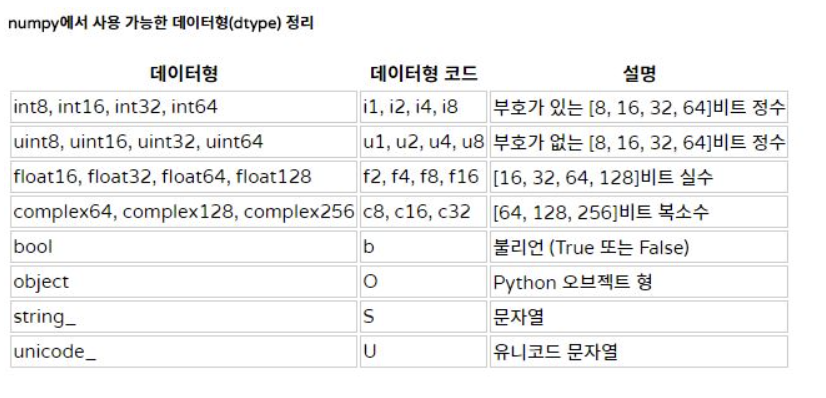 numpy에서 사용 가능한 데이터형(dtype) 정리
데이터형 데이터형 코드 설명
int8, int16, int32, int64 i1, i2, i4, i8 부호가 있는 [8, 16, 32, 64]비트 정수
uint8, uint16, uint32, uint64 u1, u2, u4, u8 부호가 없는 [8, 16, 32, 64]비트 정수
float16, float32, float64, float128 f2, f4, f8, f16 [16, 32, 64, 128]비트 실수
complex64, complex128, complex256 c8, c16, c32 [64, 128, 256]비트 복소수
bool b 불리언 (True 또는 False)
object O Python 오브젝트 형
string_ S 문자열
unicode_ U 유니코드 문자열